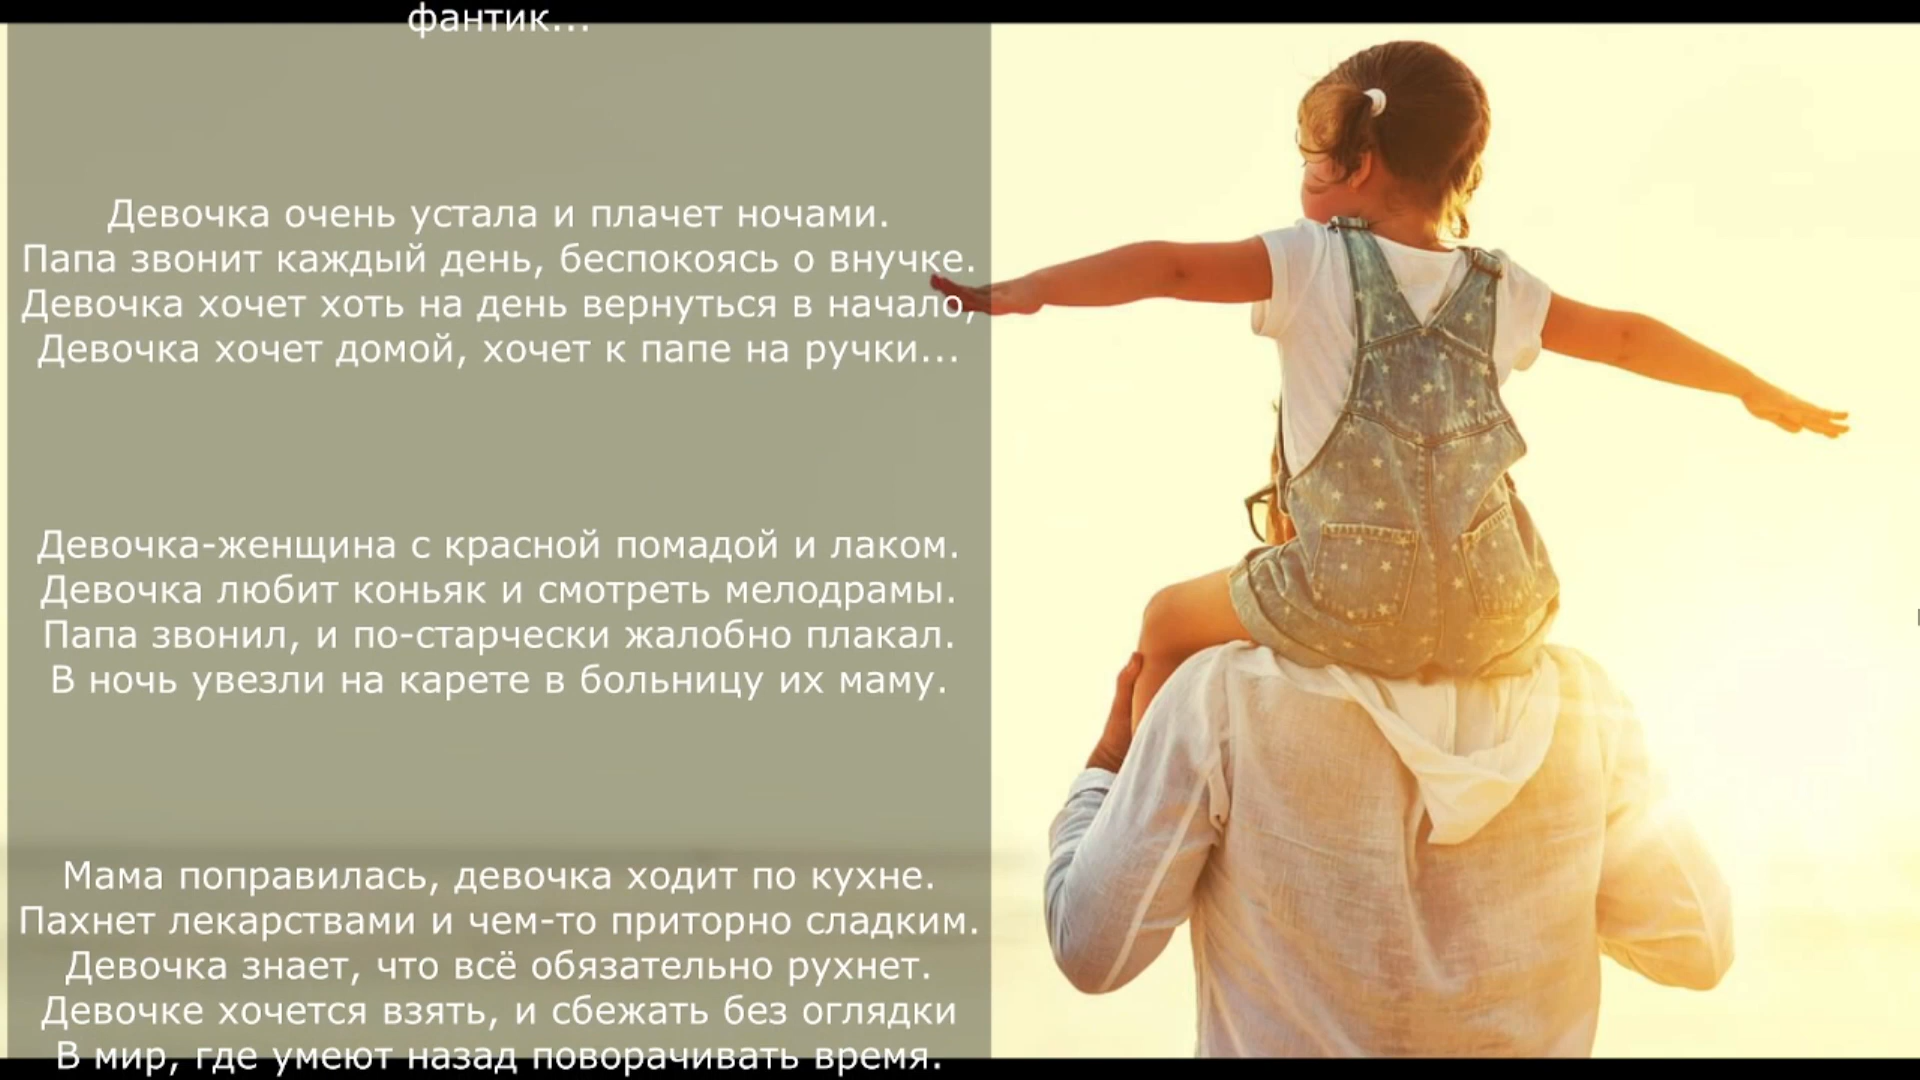 фантик...
Девочка очень устала и плачет ночами.
Папа звонит каждый день, беспокоясь о внучке.
Девочка хочет хоть на день вернуться в начало,
Девочка хочет домой, хочет к папе на ручки...
Девочка-женщина с красной помадой и лаком.
Девочка любит коньяк и смотреть мелодрамы.
Папа звонил, и по-старчески жалобно плакал.
В ночь увезли на карете в больницу их маму.
Мама поправилась, девочка ходит по кухне.
Пахнет лекарствами и чем-то приторно сладким.
Девочка знает, что всё обязательно рухнет.
Девочке хочется взять, и сбежать без оглядки
В мир, где умеют назад поворачивать время.